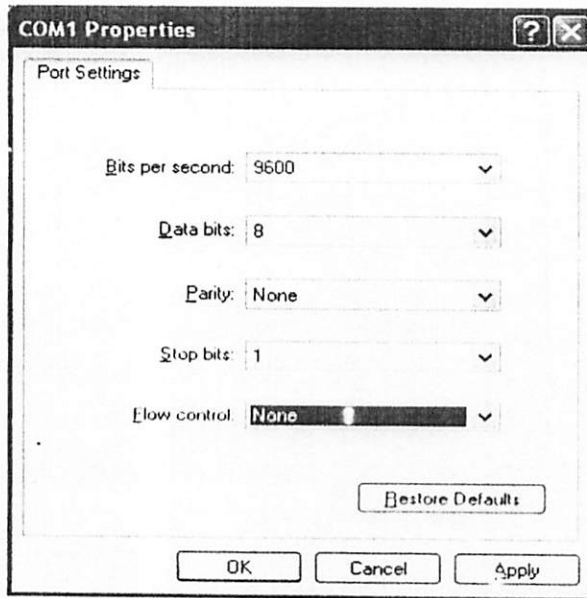 COM1 Properties
Port Settings
Bits per second: 9600
Data bits: 8
Parity: None
Stop bits: 1
Flow control: None
Restore Defaults
OK Cancel Apply